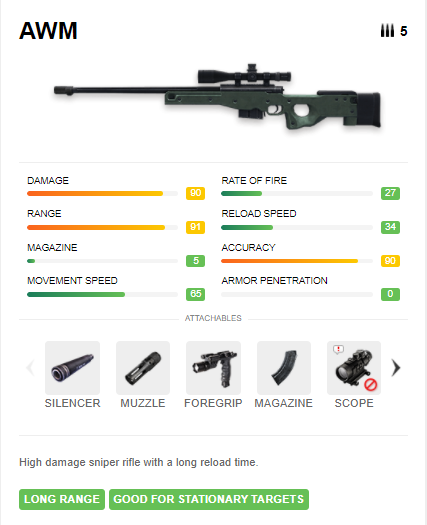 AWM
5
DAMAGE 90 RATE OF FIRE 27
RANGE 91 RELOAD SPEED 34
MAGAZINE 5 ACCURACY 90
MOVEMENT SPEED 65 ARMOR PENETRATION 0
ATTACHABLES
SILENCER MUZZLE FOREGRIP MAGAZINE SCOPE
High damage sniper rifle with a long reload time.
LONG RANGE GOOD FOR STATIONARY TARGETS